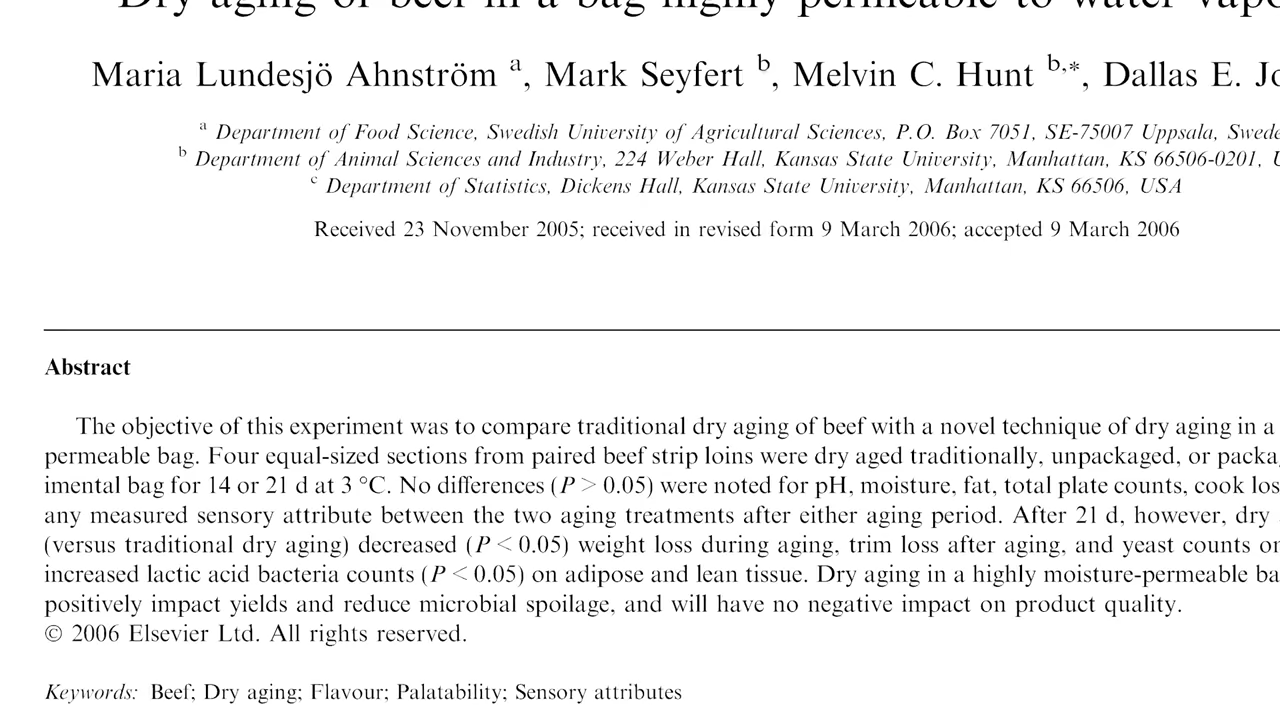 Dry aging of beef in a bag highly permeable to water
Maria Lundesjö Ahnström a, Mark Seyfert b, Melvin C. Hunt b,*, Dallas E.
a Department of Food Science, Swedish University of Agricultural Sciences, P.O. Box 7051, SE-75007 Uppsala,
b Department of Animal Sciences and Industry, 224 Weber Hall, Kansas State University, Manhattan, KS 66506-0201,
c Department of Statistics, Dickens Hall, Kansas State University, Manhattan, KS 66506, USA
Received 23 November 2005; received in revised form 9 March 2006; accepted 9 March 2006
Abstract
The objective of this experiment was to compare traditional dry aging of beef with a novel technique of dry aging in a
permeable bag. Four equal-sized sections from paired beef strip loins were dry aged traditionally, unpackaged, or
imental bag for 14 or 21 d at 3 °C. No differences (P > 0.05) were noted for pH, moisture, fat, total plate counts, cook
any measured sensory attribute between the two aging treatments after either aging period. After 21 d, however, dry
(versus traditional dry aging) decreased (P < 0.05) weight loss during aging, trim loss after aging, and yeast counts
increased lactic acid bacteria counts (P < 0.05) on adipose and lean tissue. Dry aging in a highly moisture-permeable
positively impact yields and reduce microbial spoilage, and will have no negative impact on product quality.
© 2006 Elsevier Ltd. All rights reserved.
Keywords: Beef; Dry aging; Flavour; Palatability; Sensory attributes